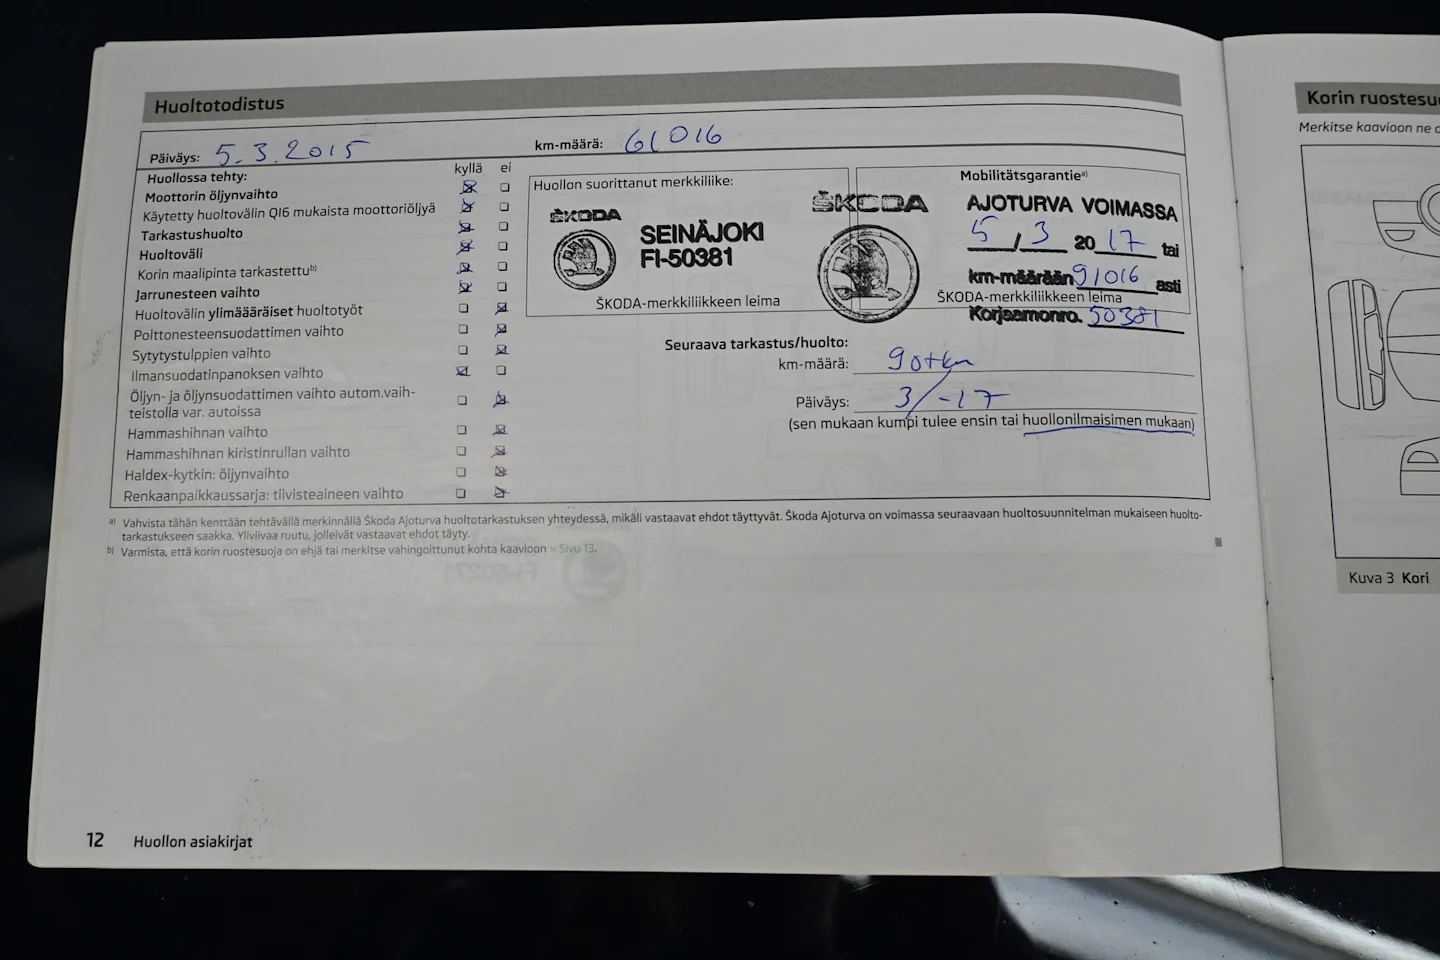 Huoltotodistus
Päiväys: 5.3.2015 km-määrä: 61016
Huollossa tehty: kyllä ei
Moottorin öljynvaihto
Käytetty huoltovälin QI6 mukaista moottoriöljyä
Tarkastushuolto
Huoltoväli
Korin maalipinta tarkastettu b)
Jarrunesteen vaihto
Huoltovälin ylimääräiset huoltotyöt
Polttonesteensuodattimen vaihto
Sytytystulppien vaihto
Ilmansuodatinpanoksen vaihto
Öljyn- ja öljynsuodattimen vaihto autom.vaih-
teistolla var. autoissa
Hammashihnan vaihto
Hammashihnan kiristinrullan vaihto
Haldex-kytkin: öljynvaihto
Renkaanpaikkaussarja: tiivisteaineen vaihto
Huollon suorittanut merkkiliike:
ŠKODA
SEINÄJOKI
FI-50381
ŠKODA-merkkiliikkeen leima
Mobilitätsgarantie a)
ŠKODA
AJOTURVA VOIMASSA
5 / 3 2017 tai
km-määrään 91016 asti
ŠKODA-merkkiliikkeen leima
Korjaamonro. 50381
Seuraava tarkastus/huolto:
km-määrä: 90tkm
Päiväys: 3/-17
(sen mukaan kumpi tulee ensin tai huollonilmaisimen mukaan)
a) Vahvista tähän kenttään tehtävällä merkinnällä Škoda Ajoturva huoltotarkastuksen yhteydessä, mikäli vastaavat ehdot täyttyvät. Škoda Ajoturva on voimassa seuraavaan huoltosuunnitelman mukaiseen huolto-
tarkastukseen saakka. Yliviivaa ruutu, jolleivät vastaavat ehdot täyty.
b) Varmista, että korin ruostesuoja on ehjä tai merkitse vahingoittunut kohta kaavioon » Sivu 13.
12 Huollon asiakirjat
Korin ruostesu
Merkitse kaavioon ne
Kuva 3 Kori